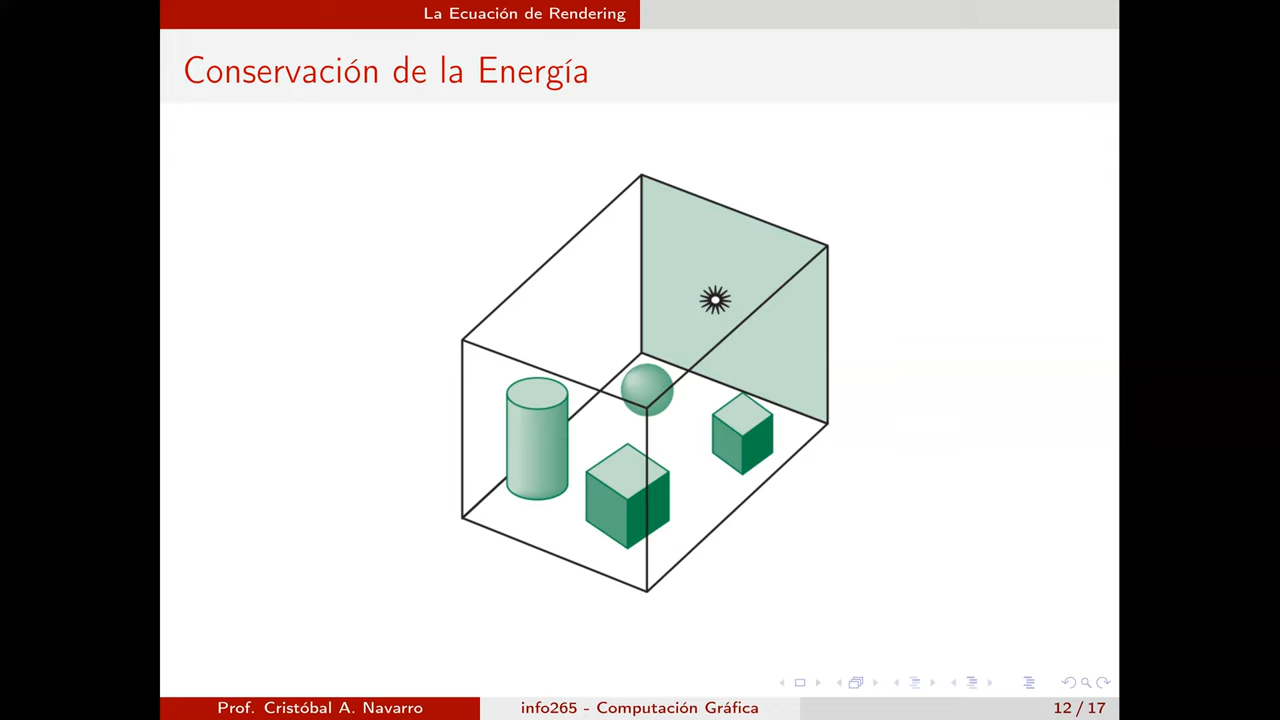 La Ecuación de Rendering
Conservación de la Energía
Prof. Cristóbal A. Navarro
info265 - Computación Gráfica
12 / 17